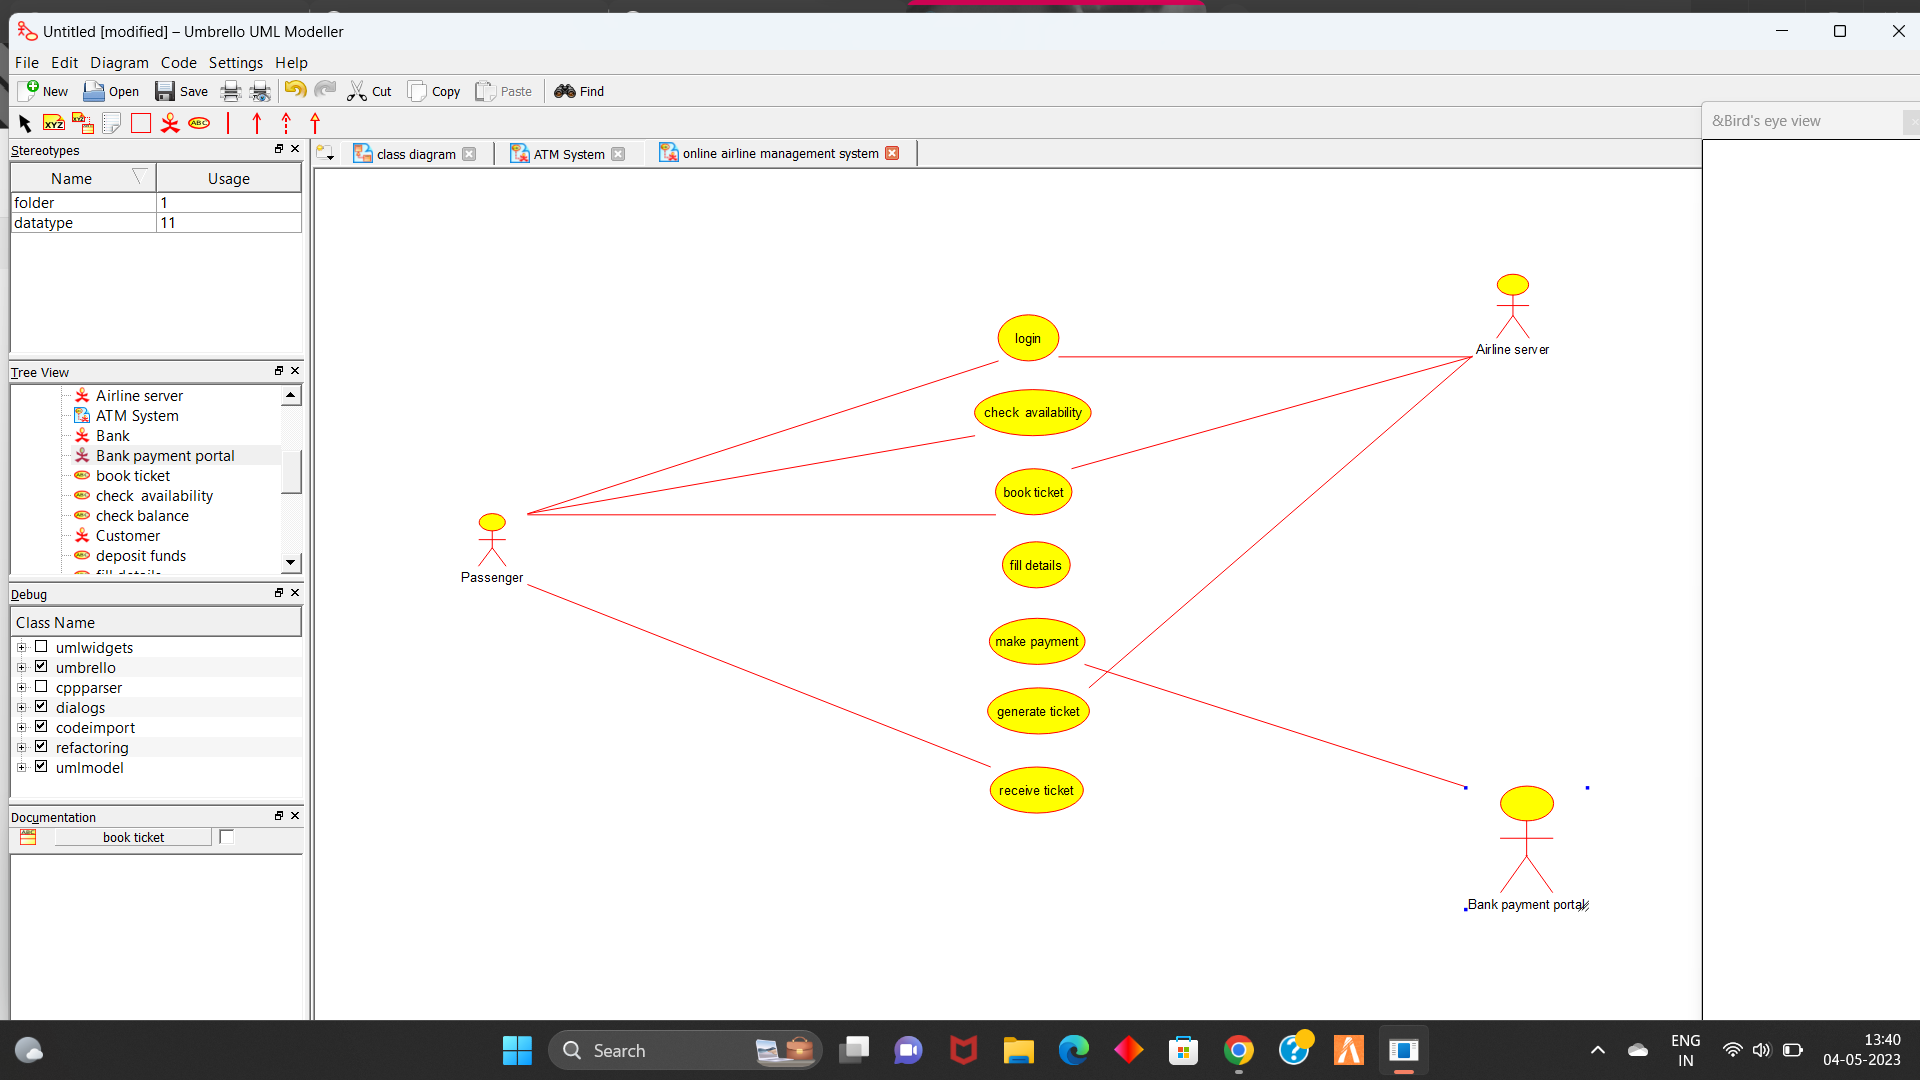 Untitled [modified] – Umbrello UML Modeller
File Edit Diagram Code Settings Help
New Open Save Cut Copy Paste Find
XYZ XYZ ABC
&Bird's eye view
Stereotypes
class diagram ATM System online airline management system
Name Usage
folder 1
datatype 11
Tree View
Airline server
ATM System
Bank
Bank payment portal
book ticket
check availability
check balance
Customer
deposit funds
fill details
Debug
Class Name
umlwidgets
umbrello
cppparser
dialogs
codeimport
refactoring
umlmodel
Documentation
book ticket
login
check availability
book ticket
fill details
make payment
generate ticket
receive ticket
Passenger
Airline server
Bank payment portal
Search
ENG
IN
13:40
04-05-2023